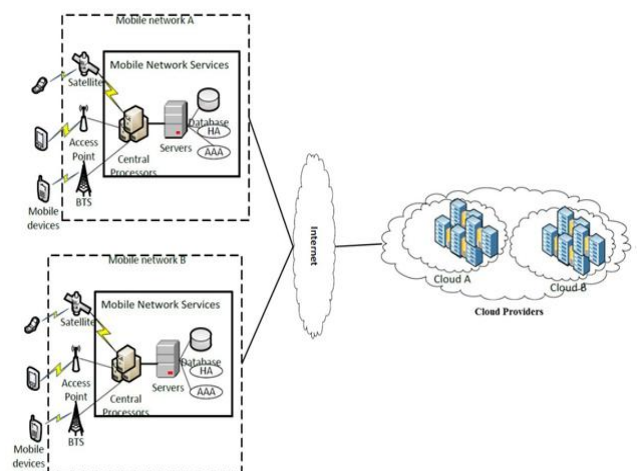 Mobile network A
Mobile Network Services
Satellite
Database
HA
Access
Point
Servers
AAA
Central
Processors
BTS
Mobile
devices
Mobile network B
Mobile Network Services
Satellite
Database
HA
Access
Point
Servers
AAA
Central
Processors
BTS
Mobile
devices
Internet
Cloud A
Cloud B
Cloud Providers